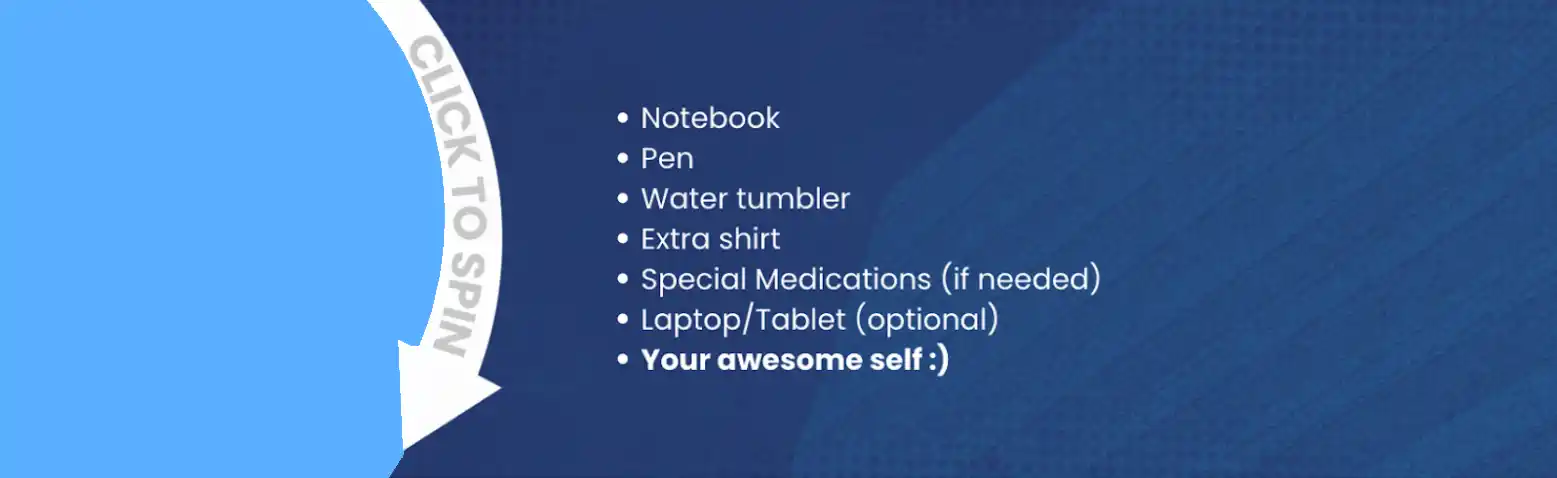 CLICK TO SPIN
• Notebook
• Pen
• Water tumbler
• Extra shirt
• Special Medications (if needed)
• Laptop/Tablet (optional)
• Your awesome self :)